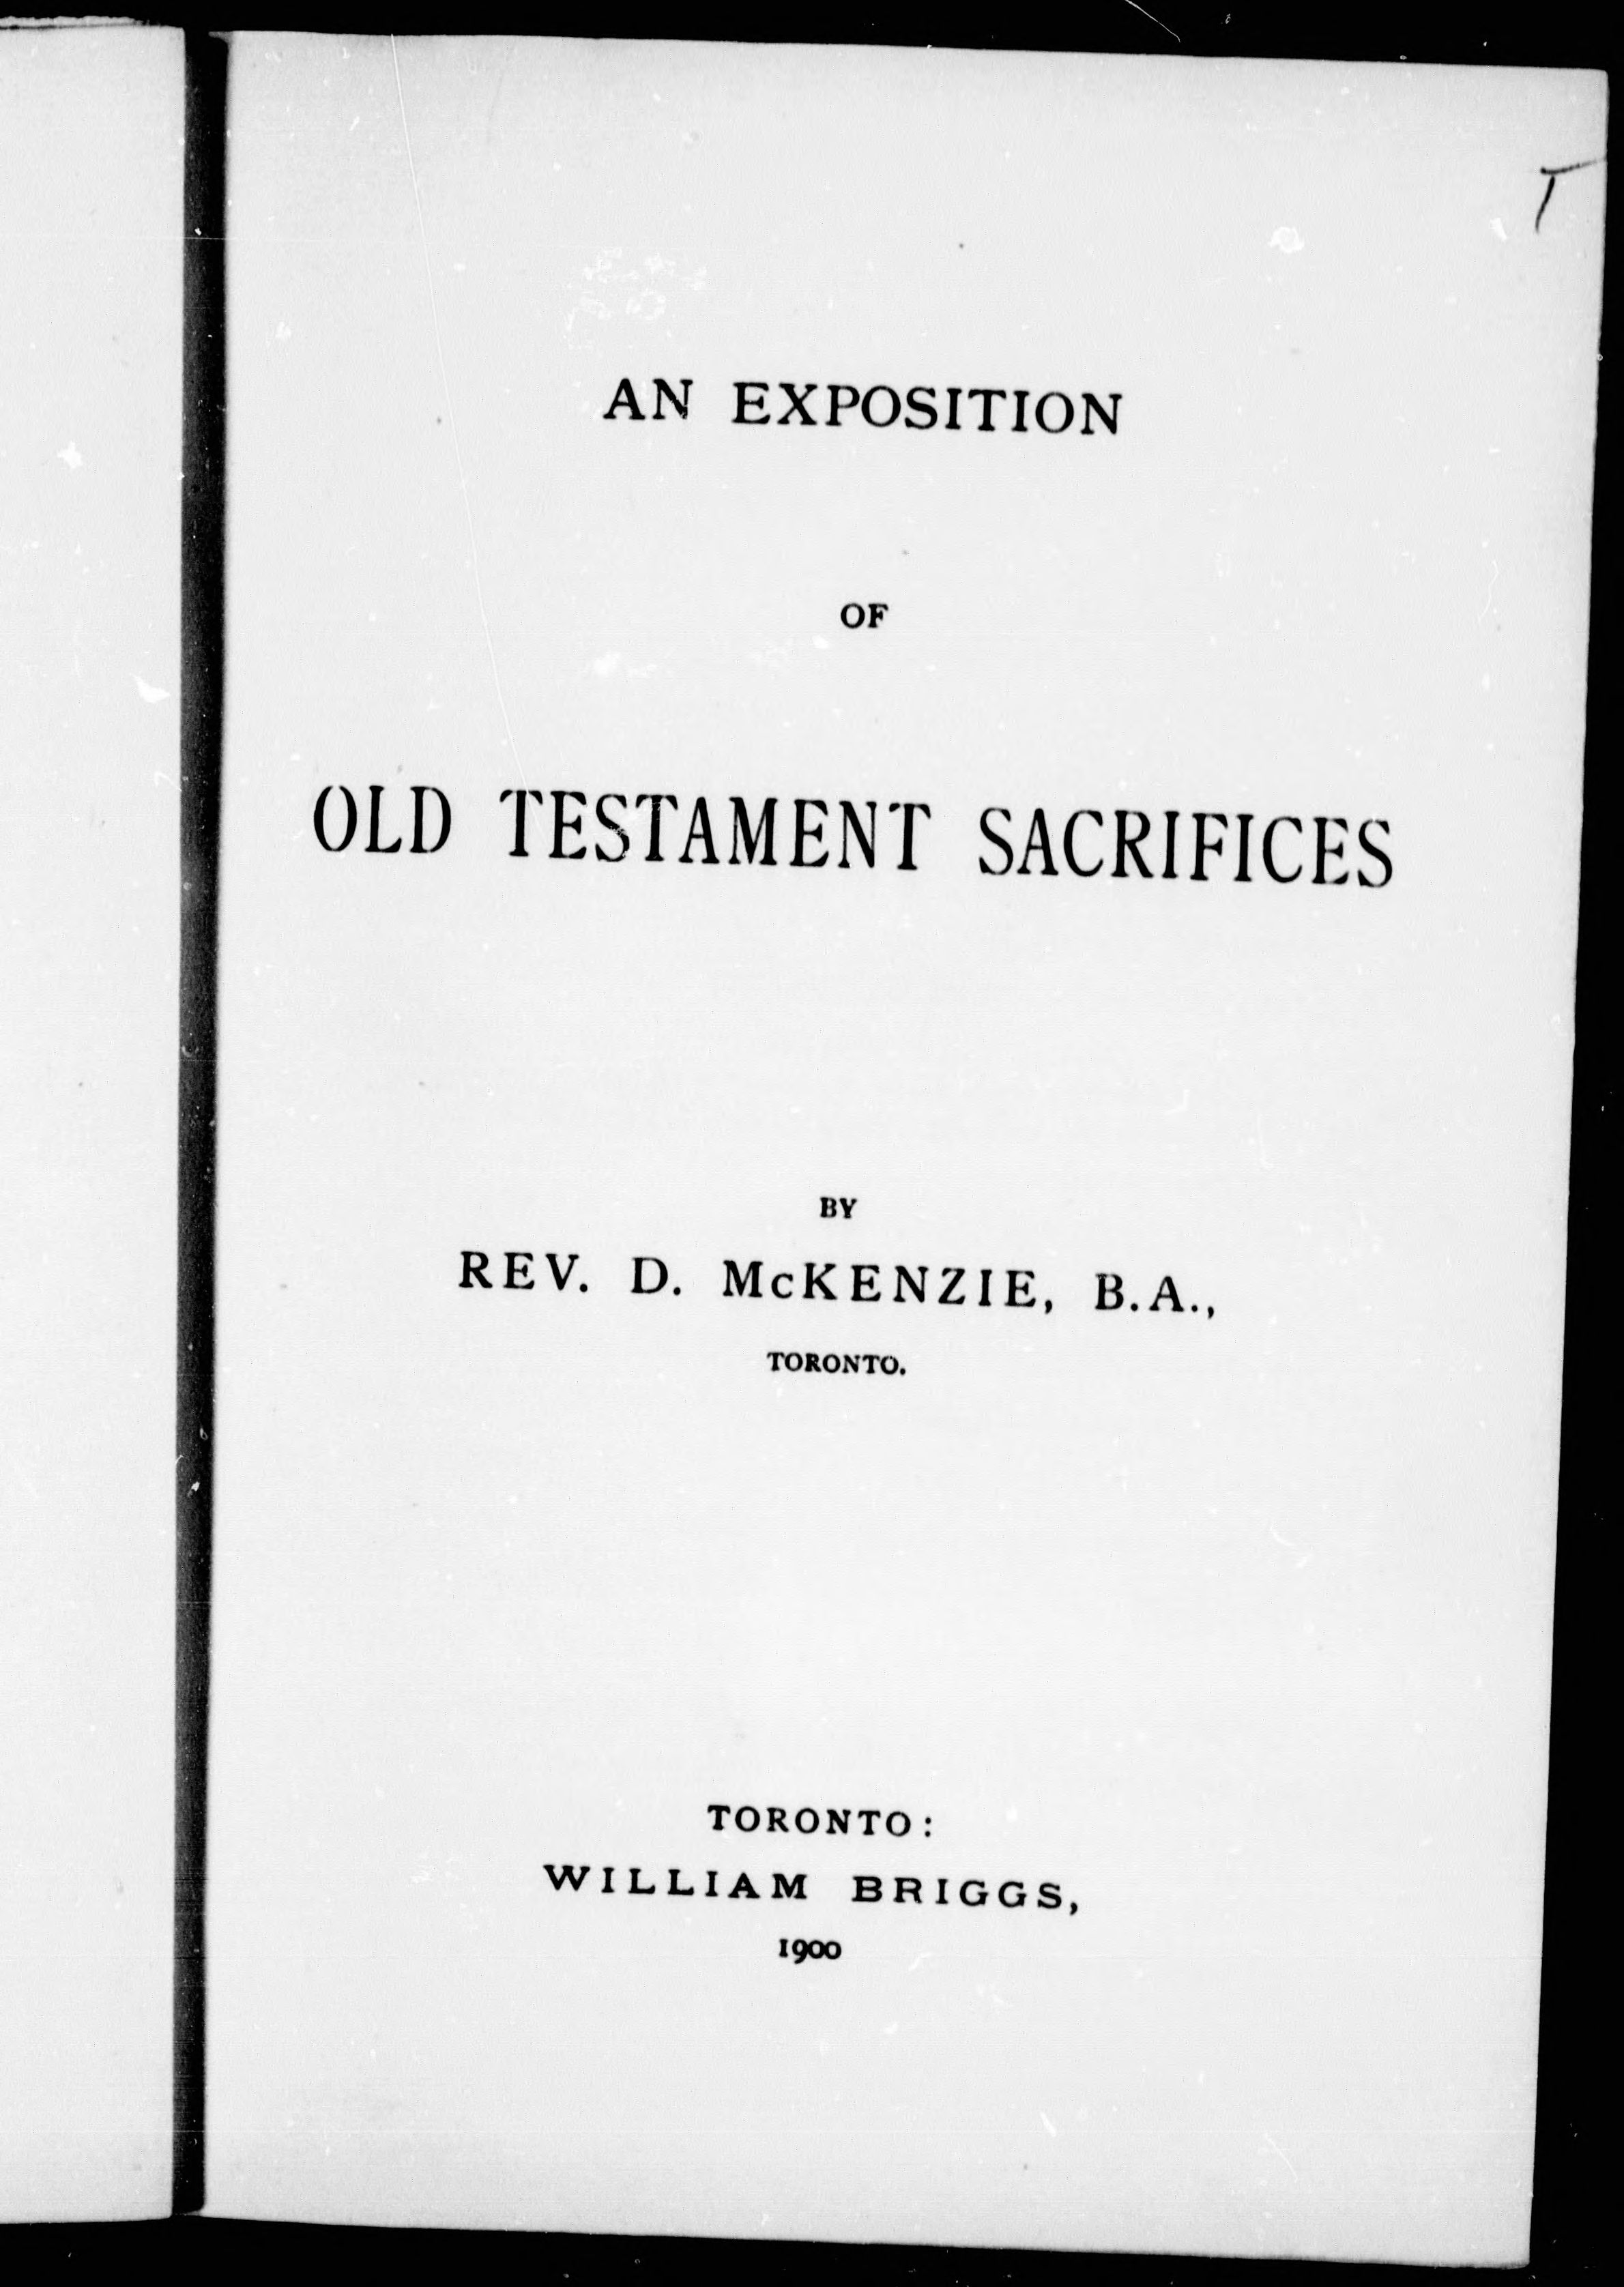 AN EXPOSITION
OF
OLD TESTAMENT SACRIFICES
BY
REV. D. McKENZIE, B.A.,
TORONTO.
TORONTO:
WILLIAM BRIGGS,
1900